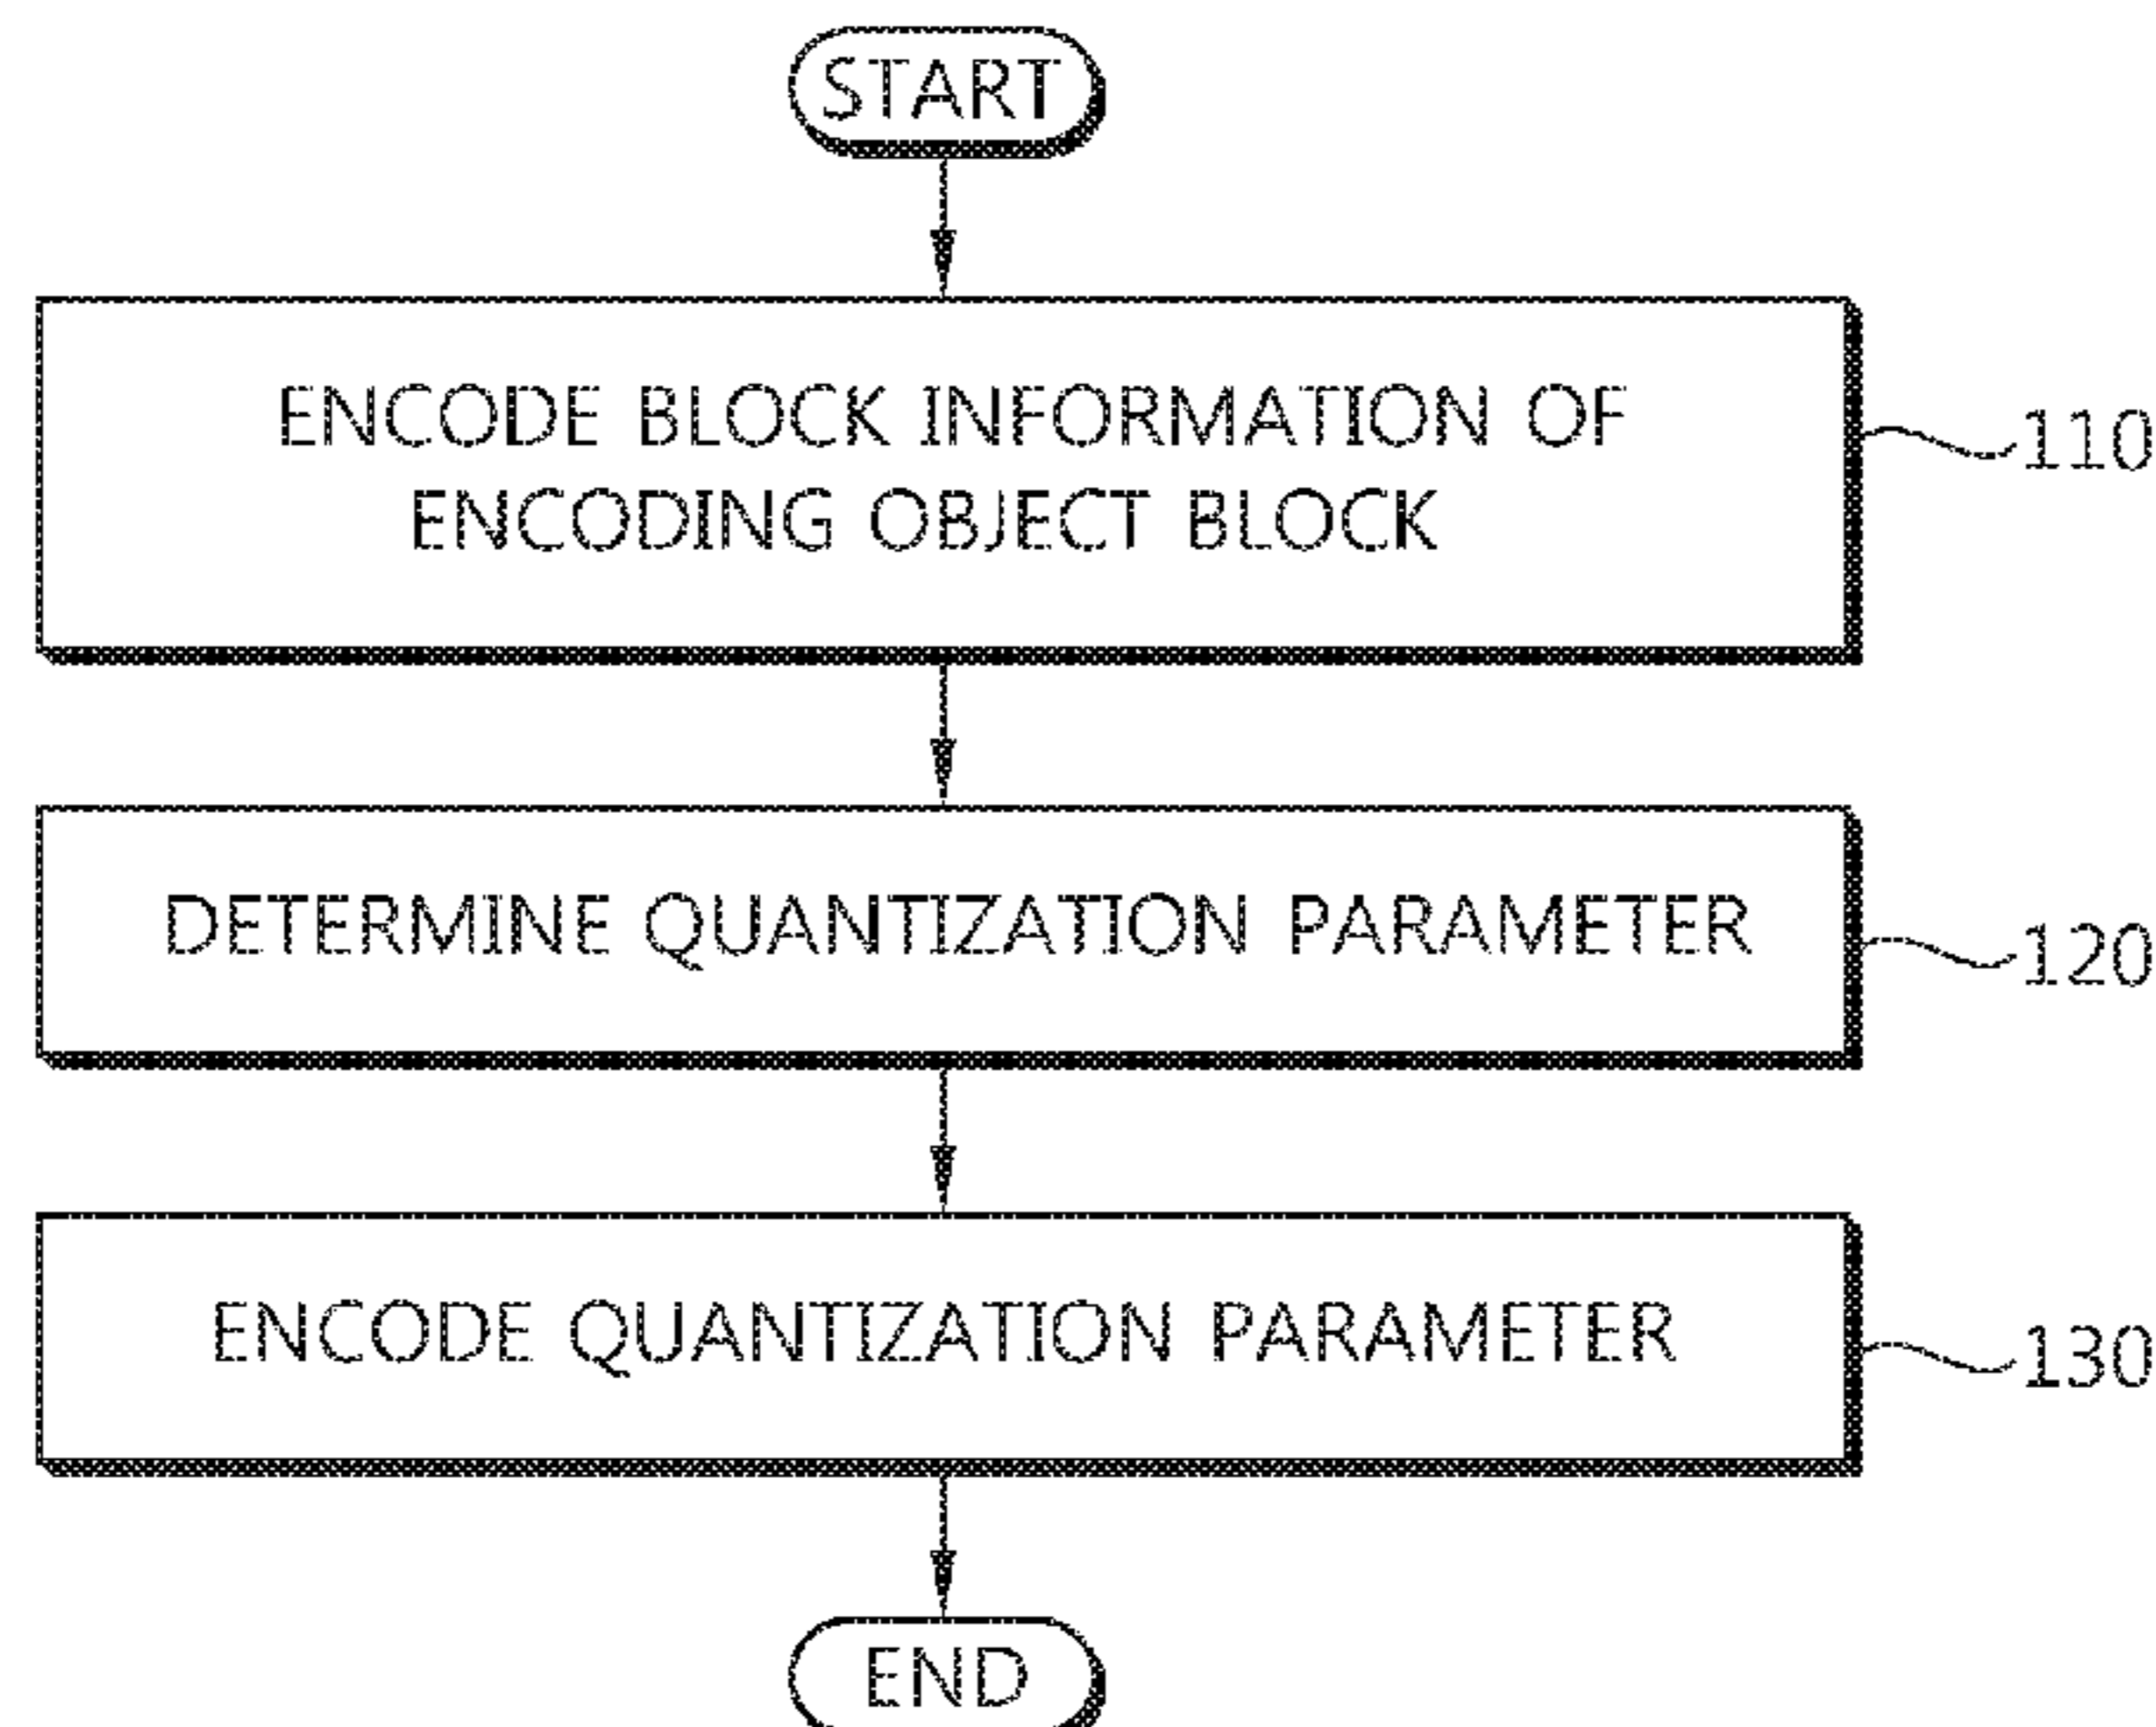 START
ENCODE BLOCK INFORMATION OF
ENCODING OBJECT BLOCK
110
DETERMINE QUANTIZATION PARAMETER
120
ENCODE QUANTIZATION PARAMETER
130
END